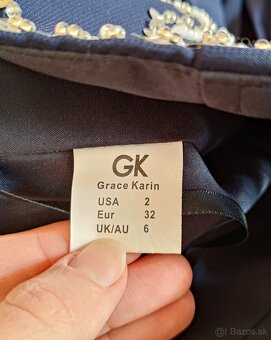 GK
Grace Karin
USA 2
Eur 32
UK/AU 6
Bazos.sk